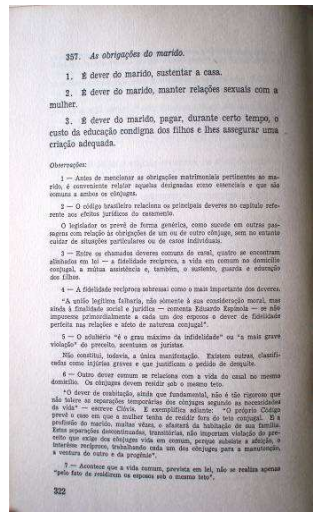 357. As obrigações do marido.
1. É dever do marido, sustentar a casa.
2. É dever do marido, manter relações sexuais com a
mulher.
3. É dever do marido, pagar, durante certo tempo, o
custo da educação condigna dos filhos e lhes assegurar uma
criação adequada.
Observações:
1 — Antes de mencionar as obrigações matrimoniais pertinentes ao ma-
rido, é conveniente relatar aquelas designadas como essenciais e que são
comuns a ambos os cônjuges.
2 — O código brasileiro relaciona os principais deveres no capítulo refe-
rente aos efeitos jurídicos do casamento.
O legislador os prevê de forma genérica, como sucede em outras pas-
sagens com relação às obrigações de um ou de outro cônjuge, sem no entanto
cuidar de situações particulares ou de casos individuais.
3 — Entre os chamados deveres comuns do casal, quatro se encontram
alinhados em lei — a fidelidade recíproca, a vida em comum no domicílio
conjugal, a mútua assistência e, também, o sustento, guarda e educação
dos filhos.
4 — A fidelidade recíproca sobressai como o mais importante dos deveres.
"A união legítima falharia, não sòmente à sua consideração moral, mas
ainda à finalidade social e jurídica — comenta Eduardo Espínola — se não
impusesse primordialmente a cada um dos esposos o dever de fidelidade
perfeita nas relações e afeto de natureza conjugal".
5 — O adultério "é o grau máximo da infidelidade" ou "a mais grave
violação" do preceito, acentuam os juristas.
Não constitui, todavia, a única manifestação. Existem outras, classifi-
cadas como injúrias graves e que justificam o pedido de desquite.
6 — Outro dever comum se relaciona com a vida do casal no mesmo
domicílio. Os cônjuges devem residir sob o mesmo teto.
"O dever de coabitação, ainda que fundamental, não é tão rigoroso que
não tolere as separações temporárias dos cônjuges segundo as necessidades
da vida" — escreve Clóvis. E exemplifica adiante: "O próprio Código
prevê o caso em que a mulher tenha de residir fora do teto conjugal. E a
profissão do marido, muitas vêzes, o afastará da habitação de sua família.
Estas separações descontinuadas, transitórias, não importam violação do pre-
ceito que exige dos cônjuges vida em comum, porque subsiste a afeição, o
interêsse recíproco, trabalhando cada um dos cônjuges para a manutenção,
a ventura do outro e da progênie".
7 — Acontece que a vida comum, prevista em lei, não se realiza apenas
"pelo fato de residirem os esposos sob o mesmo teto".
322